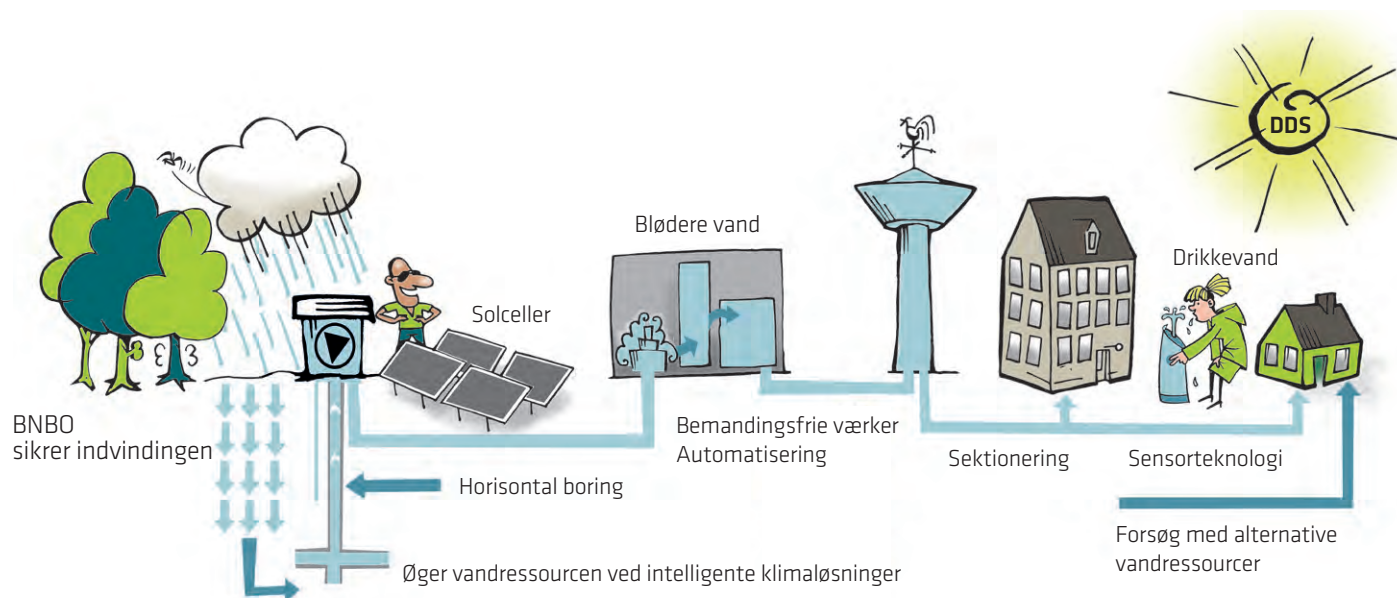 DDS
Blødere vand
Drikkevand
Solceller
BNBO
sikrer indvindingen
Bemandingsfrie værker
Automatisering
Sektionering
Sensorteknologi
Horisontal boring
Forsøg med alternative
vandressourcer
Øger vandressourcen ved intelligente klimaløsninger